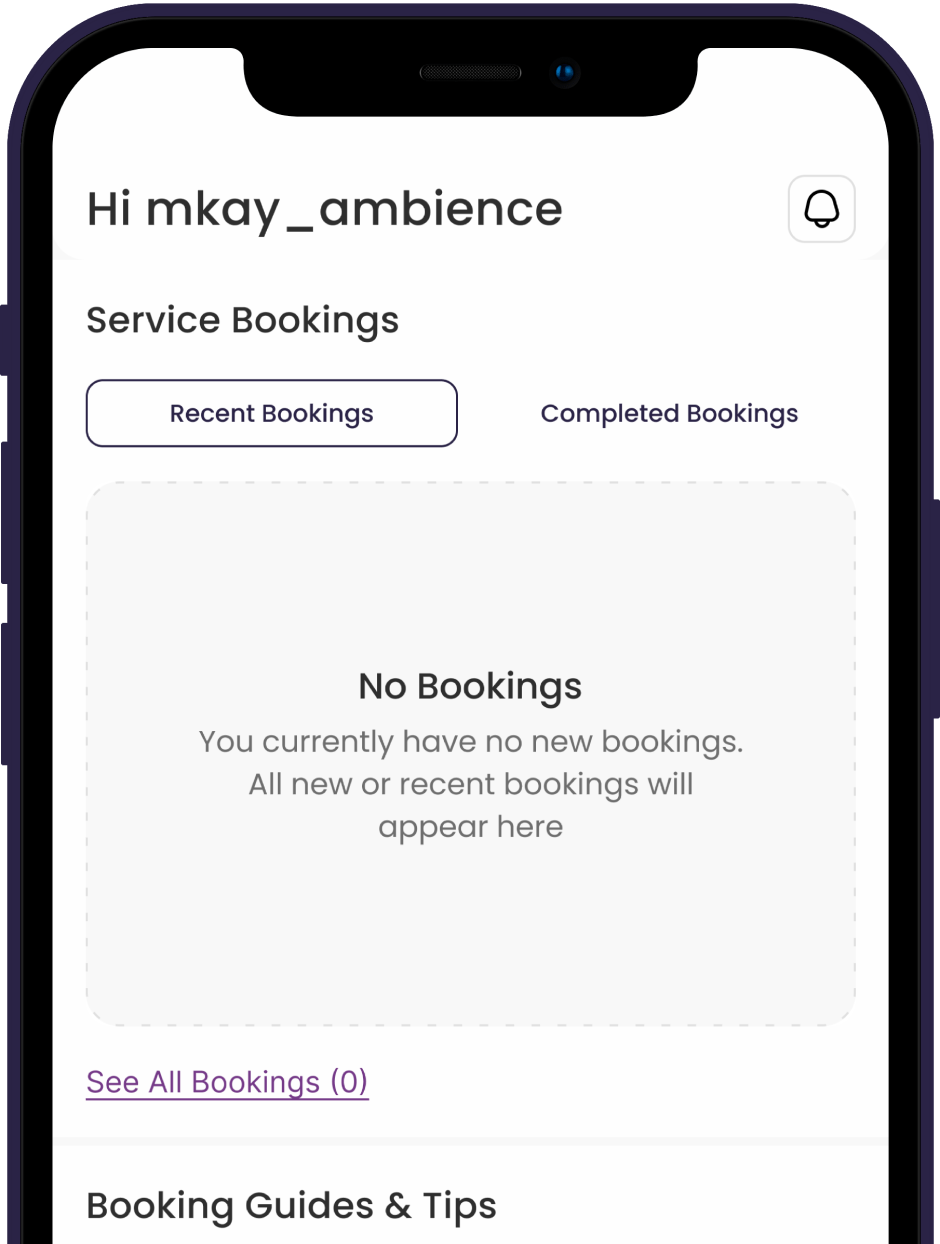 Hi mkay_ambience
Service Bookings
Recent Bookings
Completed Bookings
No Bookings
You currently have no new bookings.
All new or recent bookings will
appear here
See All Bookings (0)
Booking Guides & Tips